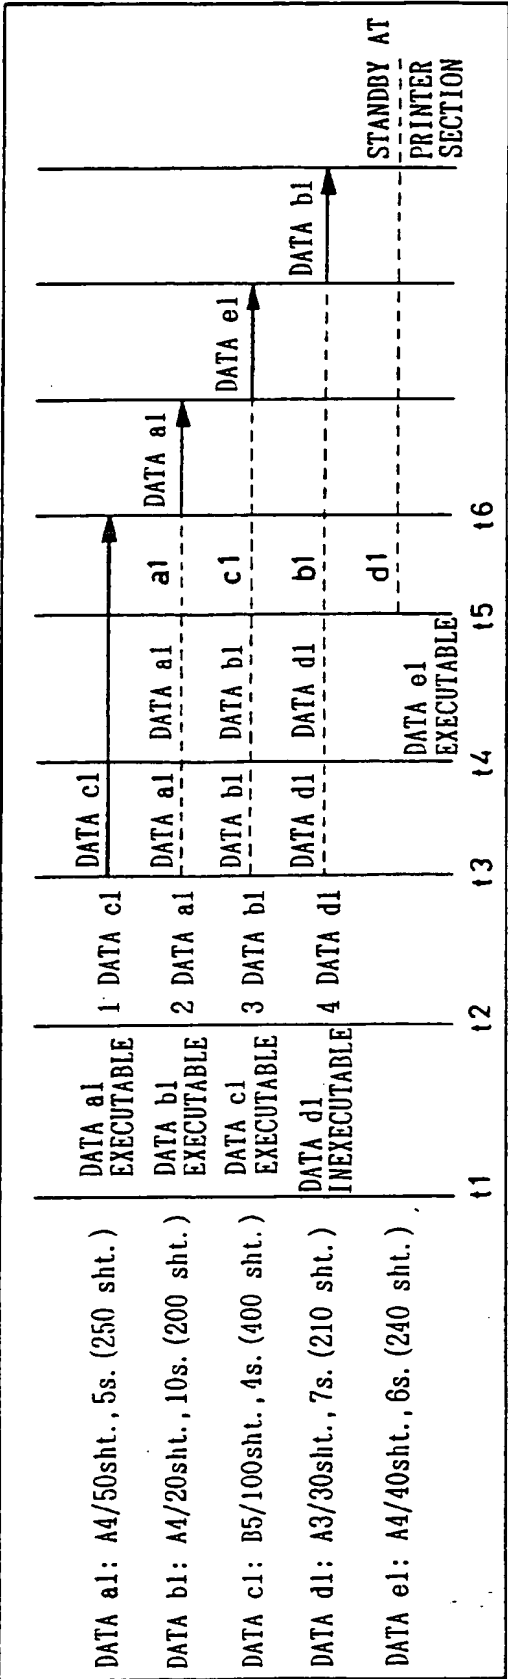 DATA a1: A4/50sht., 5s. (250 sht.)
DATA b1: A4/20sht., 10s. (200 sht.)
DATA c1: B5/100sht., 4s. (400 sht.)
DATA d1: A3/30sht., 7s. (210 sht.)
DATA e1: A4/40sht., 6s. (240 sht.)
DATA a1
EXECUTABLE
DATA b1
EXECUTABLE
DATA c1
EXECUTABLE
DATA d1
INEXECUTABLE
1 DATA c1
2 DATA a1
3 DATA b1
4 DATA d1
DATA c1
DATA a1
DATA b1
DATA d1
DATA a1
DATA b1
DATA d1
DATA e1
EXECUTABLE
a1
c1
b1
d1
DATA a1
DATA e1
DATA b1
STANDBY AT
PRINTER
SECTION
t1
t2
t3
t4
t5
t6